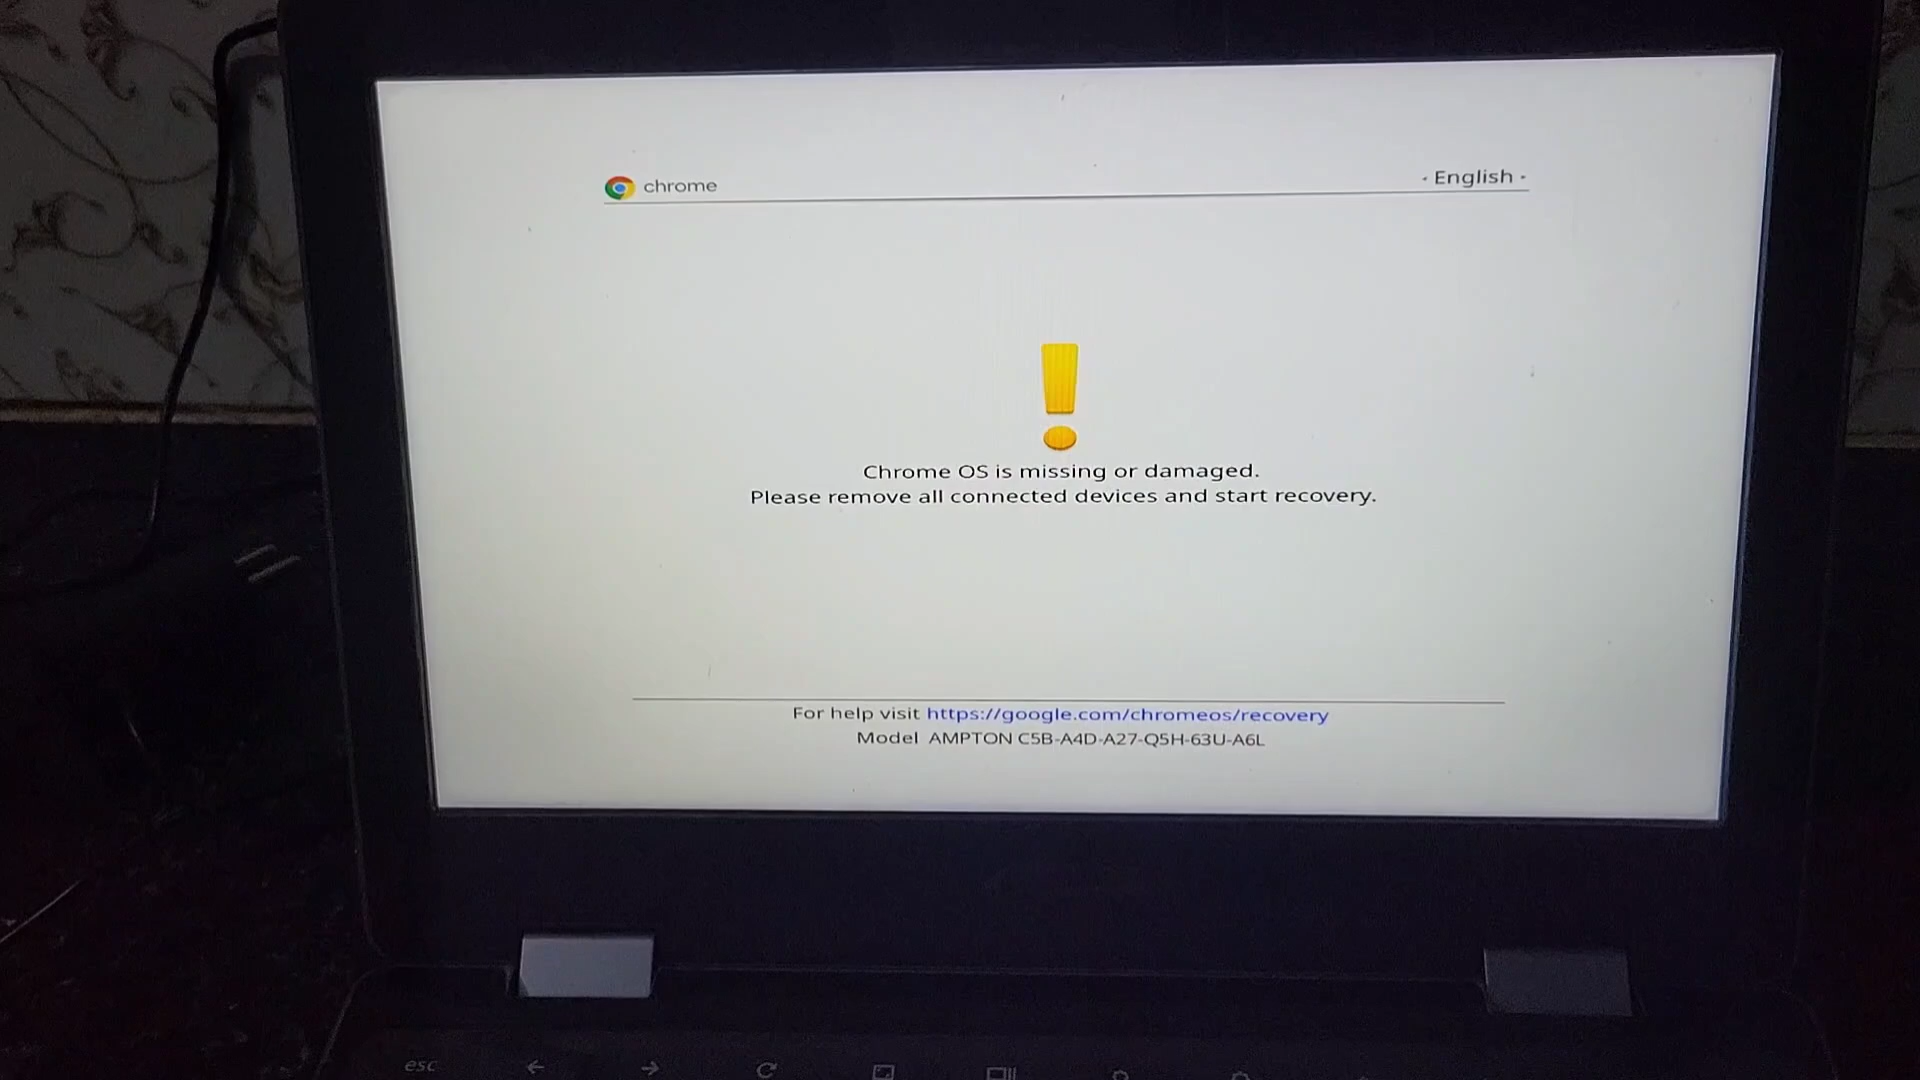 chrome
English
Chrome OS is missing or damaged.
Please remove all connected devices and start recovery.
For help visit https://google.com/chromeos/recovery
Model AMPTON C5B-A4D-A27-Q5H-63U-A6L
esc